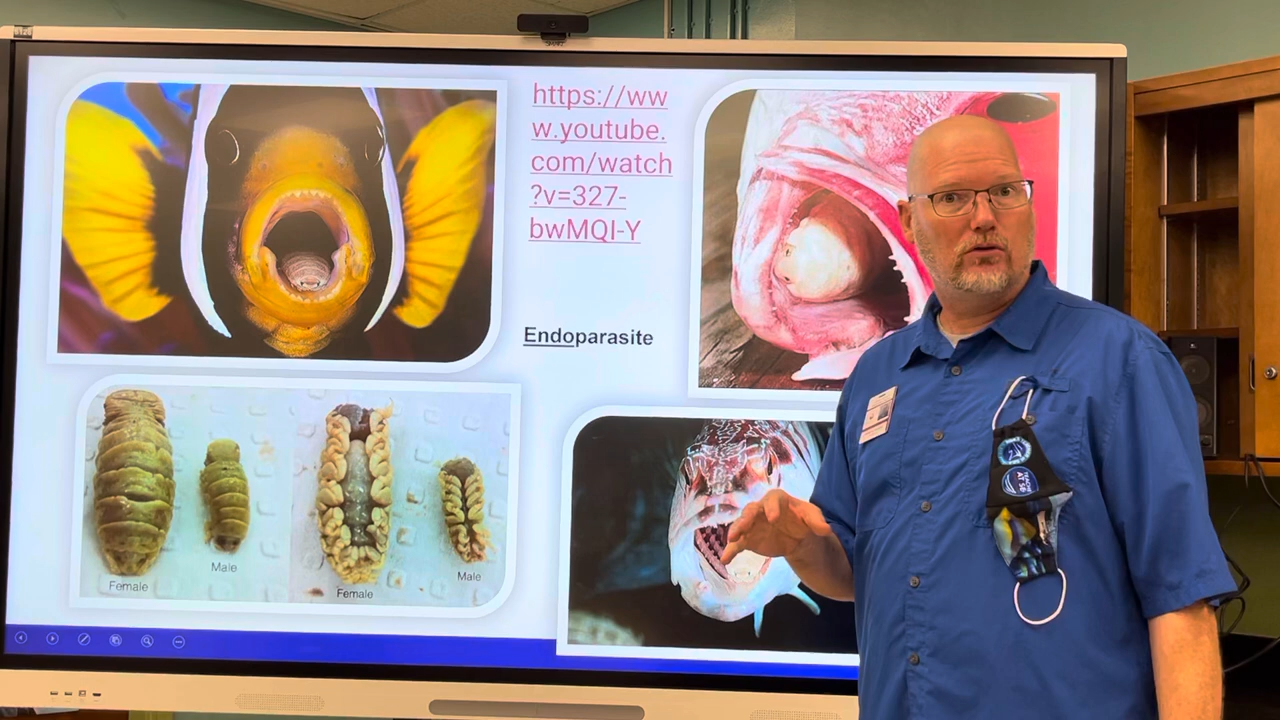 https://ww
w.youtube.
com/watch
?v=327-
bwMQI-Y
Endoparasite
Female
Male
Female
Male